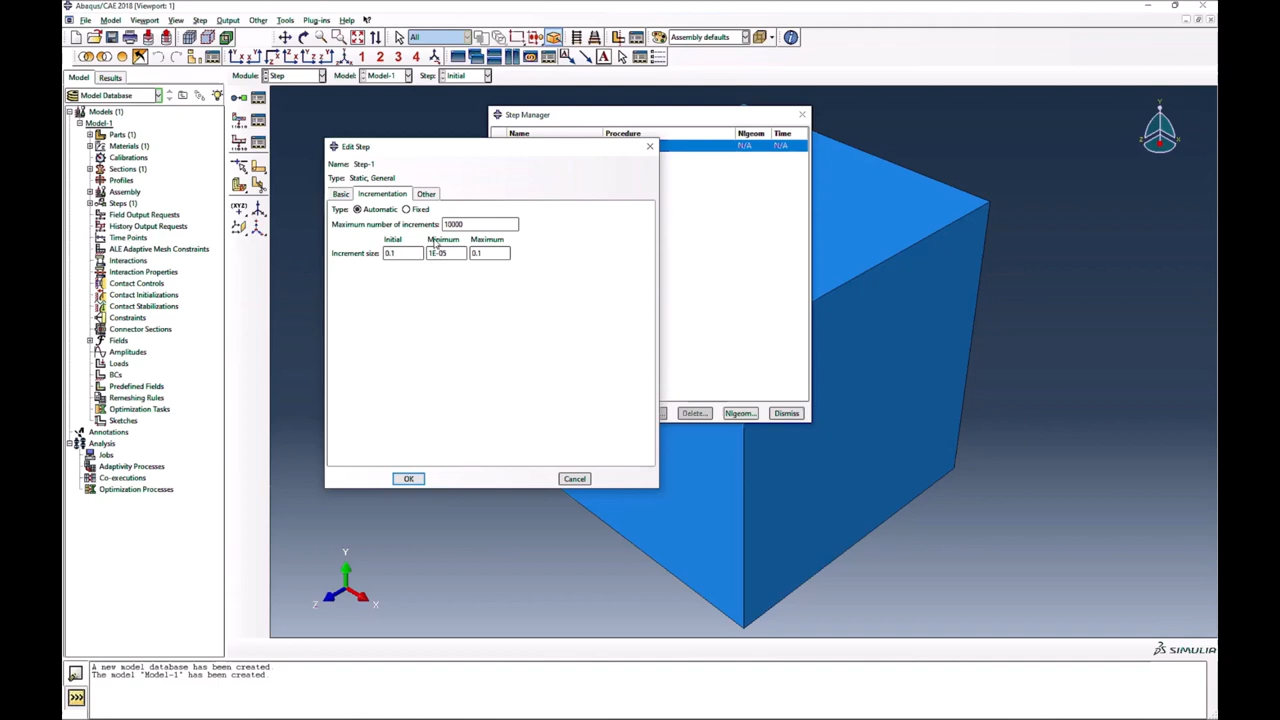 Abaqus/CAE 2018 [Viewport: 1]
File Model Viewport View Step Output Other Tools Plug-ins Help
All Assembly defaults
1 2 3 4 A
Model Results Module: Step Model: Model-1 Step: Initial
Model Database
Models (1)
Model-1
Parts (1)
Materials (1)
Calibrations
Sections (1)
Profiles
Assembly
Steps (1)
Field Output Requests
History Output Requests
Time Points
ALE Adaptive Mesh Constraints
Interactions
Interaction Properties
Contact Controls
Contact Initializations
Contact Stabilizations
Constraints
Connector Sections
Fields
Amplitudes
Loads
BCs
Predefined Fields
Remeshing Rules
Optimization Tasks
Sketches
Annotations
Analysis
Jobs
Adaptivity Processes
Co-executions
Optimization Processes
Step Manager
Name Procedure Nlgeom Time
N/A N/A
Delete... Nlgeom... Dismiss
Edit Step
Name: Step-1
Type: Static, General
Basic Incrementation Other
Type: Automatic Fixed
Maximum number of increments: 10000
Initial Minimum Maximum
Increment size: 0.1 1E-05 0.1
OK Cancel
Y
Z X
Y
Z X
SIMULIA
A new model database has been created.
The model "Model-1" has been created.
>>>